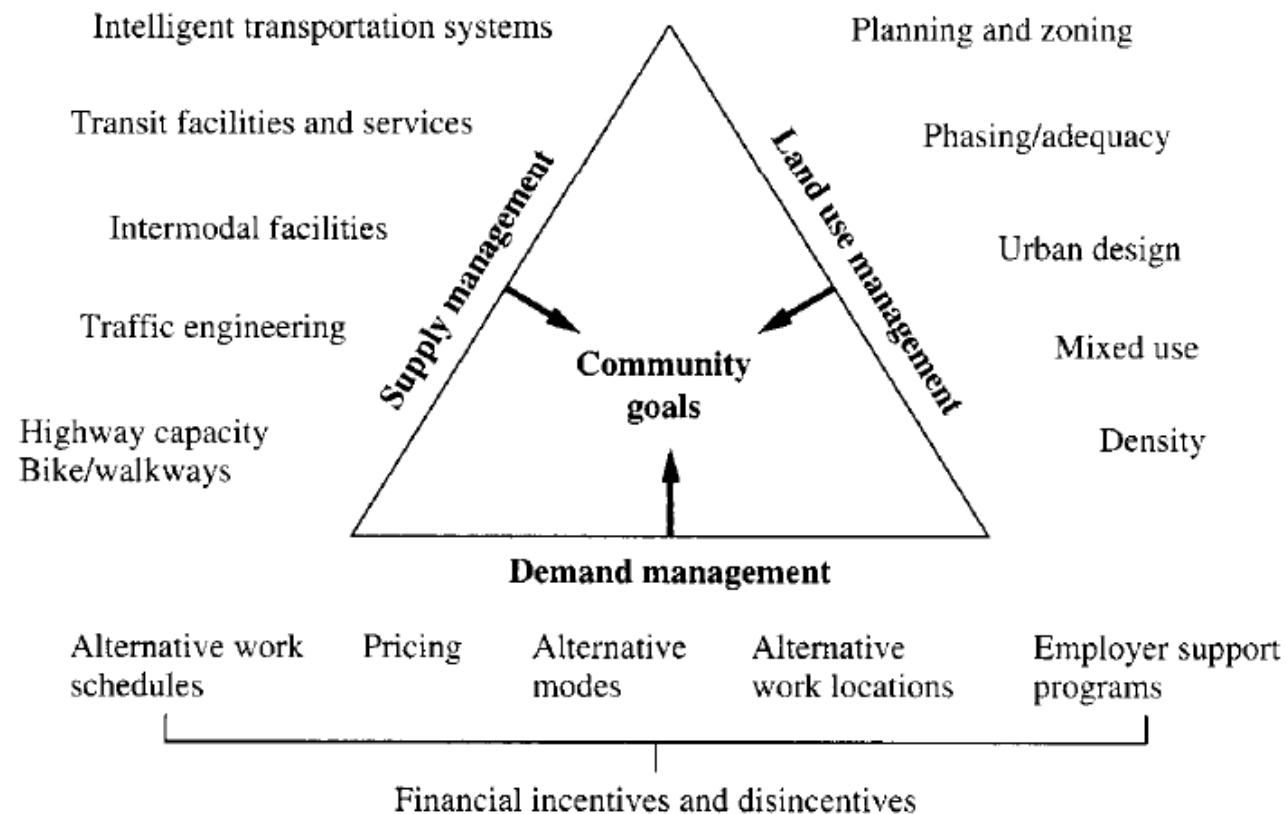 Intelligent transportation systems
Planning and zoning
Transit facilities and services
Phasing/adequacy
Supply management
Land use management
Intermodal facilities
Urban design
Traffic engineering
Mixed use
Community
goals
Highway capacity
Bike/walkways
Density
Demand management
Alternative work
schedules
Pricing
Alternative
modes
Alternative
work locations
Employer support
programs
Financial incentives and disincentives